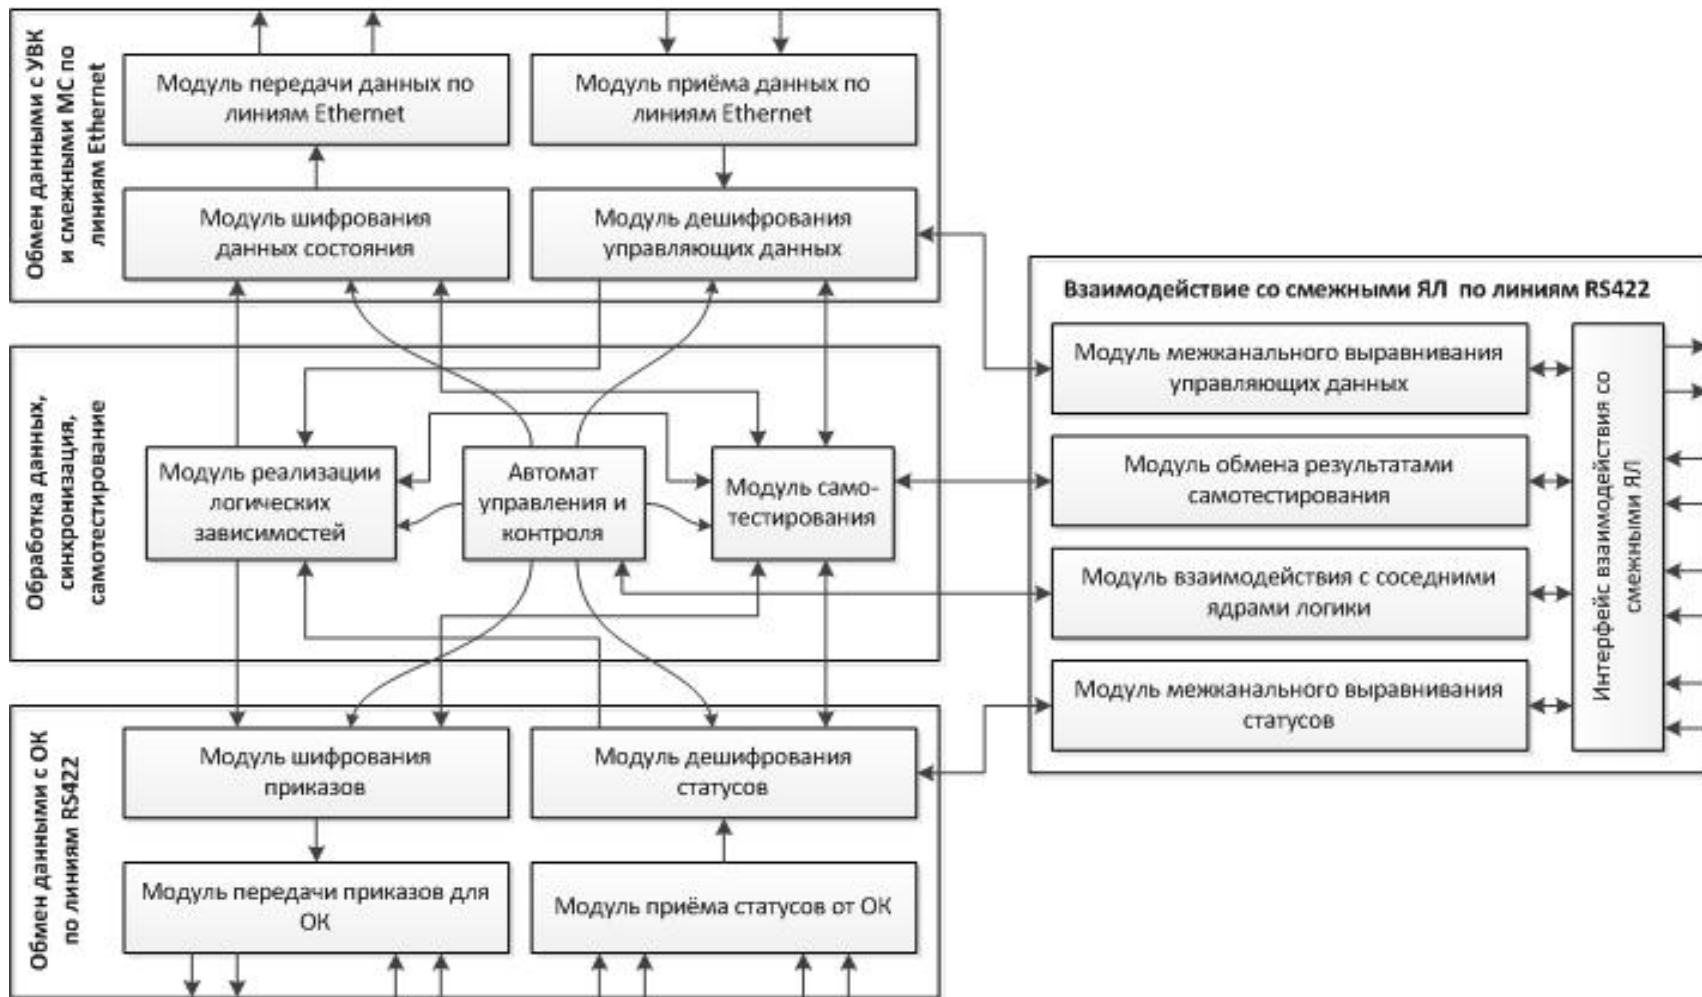 Обмен данными с УВК
и смежными МС по
линиям Ethernet
Модуль передачи данных по
линиям Ethernet
Модуль приёма данных по
линиям Ethernet
Модуль шифрования
данных состояния
Модуль дешифрования
управляющих данных
Обработка данных,
синхронизация,
самотестирование
Модуль реализации
логических
зависимостей
Автомат
управления и
контроля
Модуль само-
тестирования
Обмен данными с ОК
по линиям RS422
Модуль шифрования
приказов
Модуль дешифрования
статусов
Модуль передачи приказов для
ОК
Модуль приёма статусов от ОК
Взаимодействие со смежными ЯЛ по линиям RS422
Модуль межканального выравнивания
управляющих данных
Модуль обмена результатами
самотестирования
Модуль взаимодействия с соседними
ядрами логики
Модуль межканального выравнивания
статусов
Интерфейс взаимодействия со
смежными ЯЛ